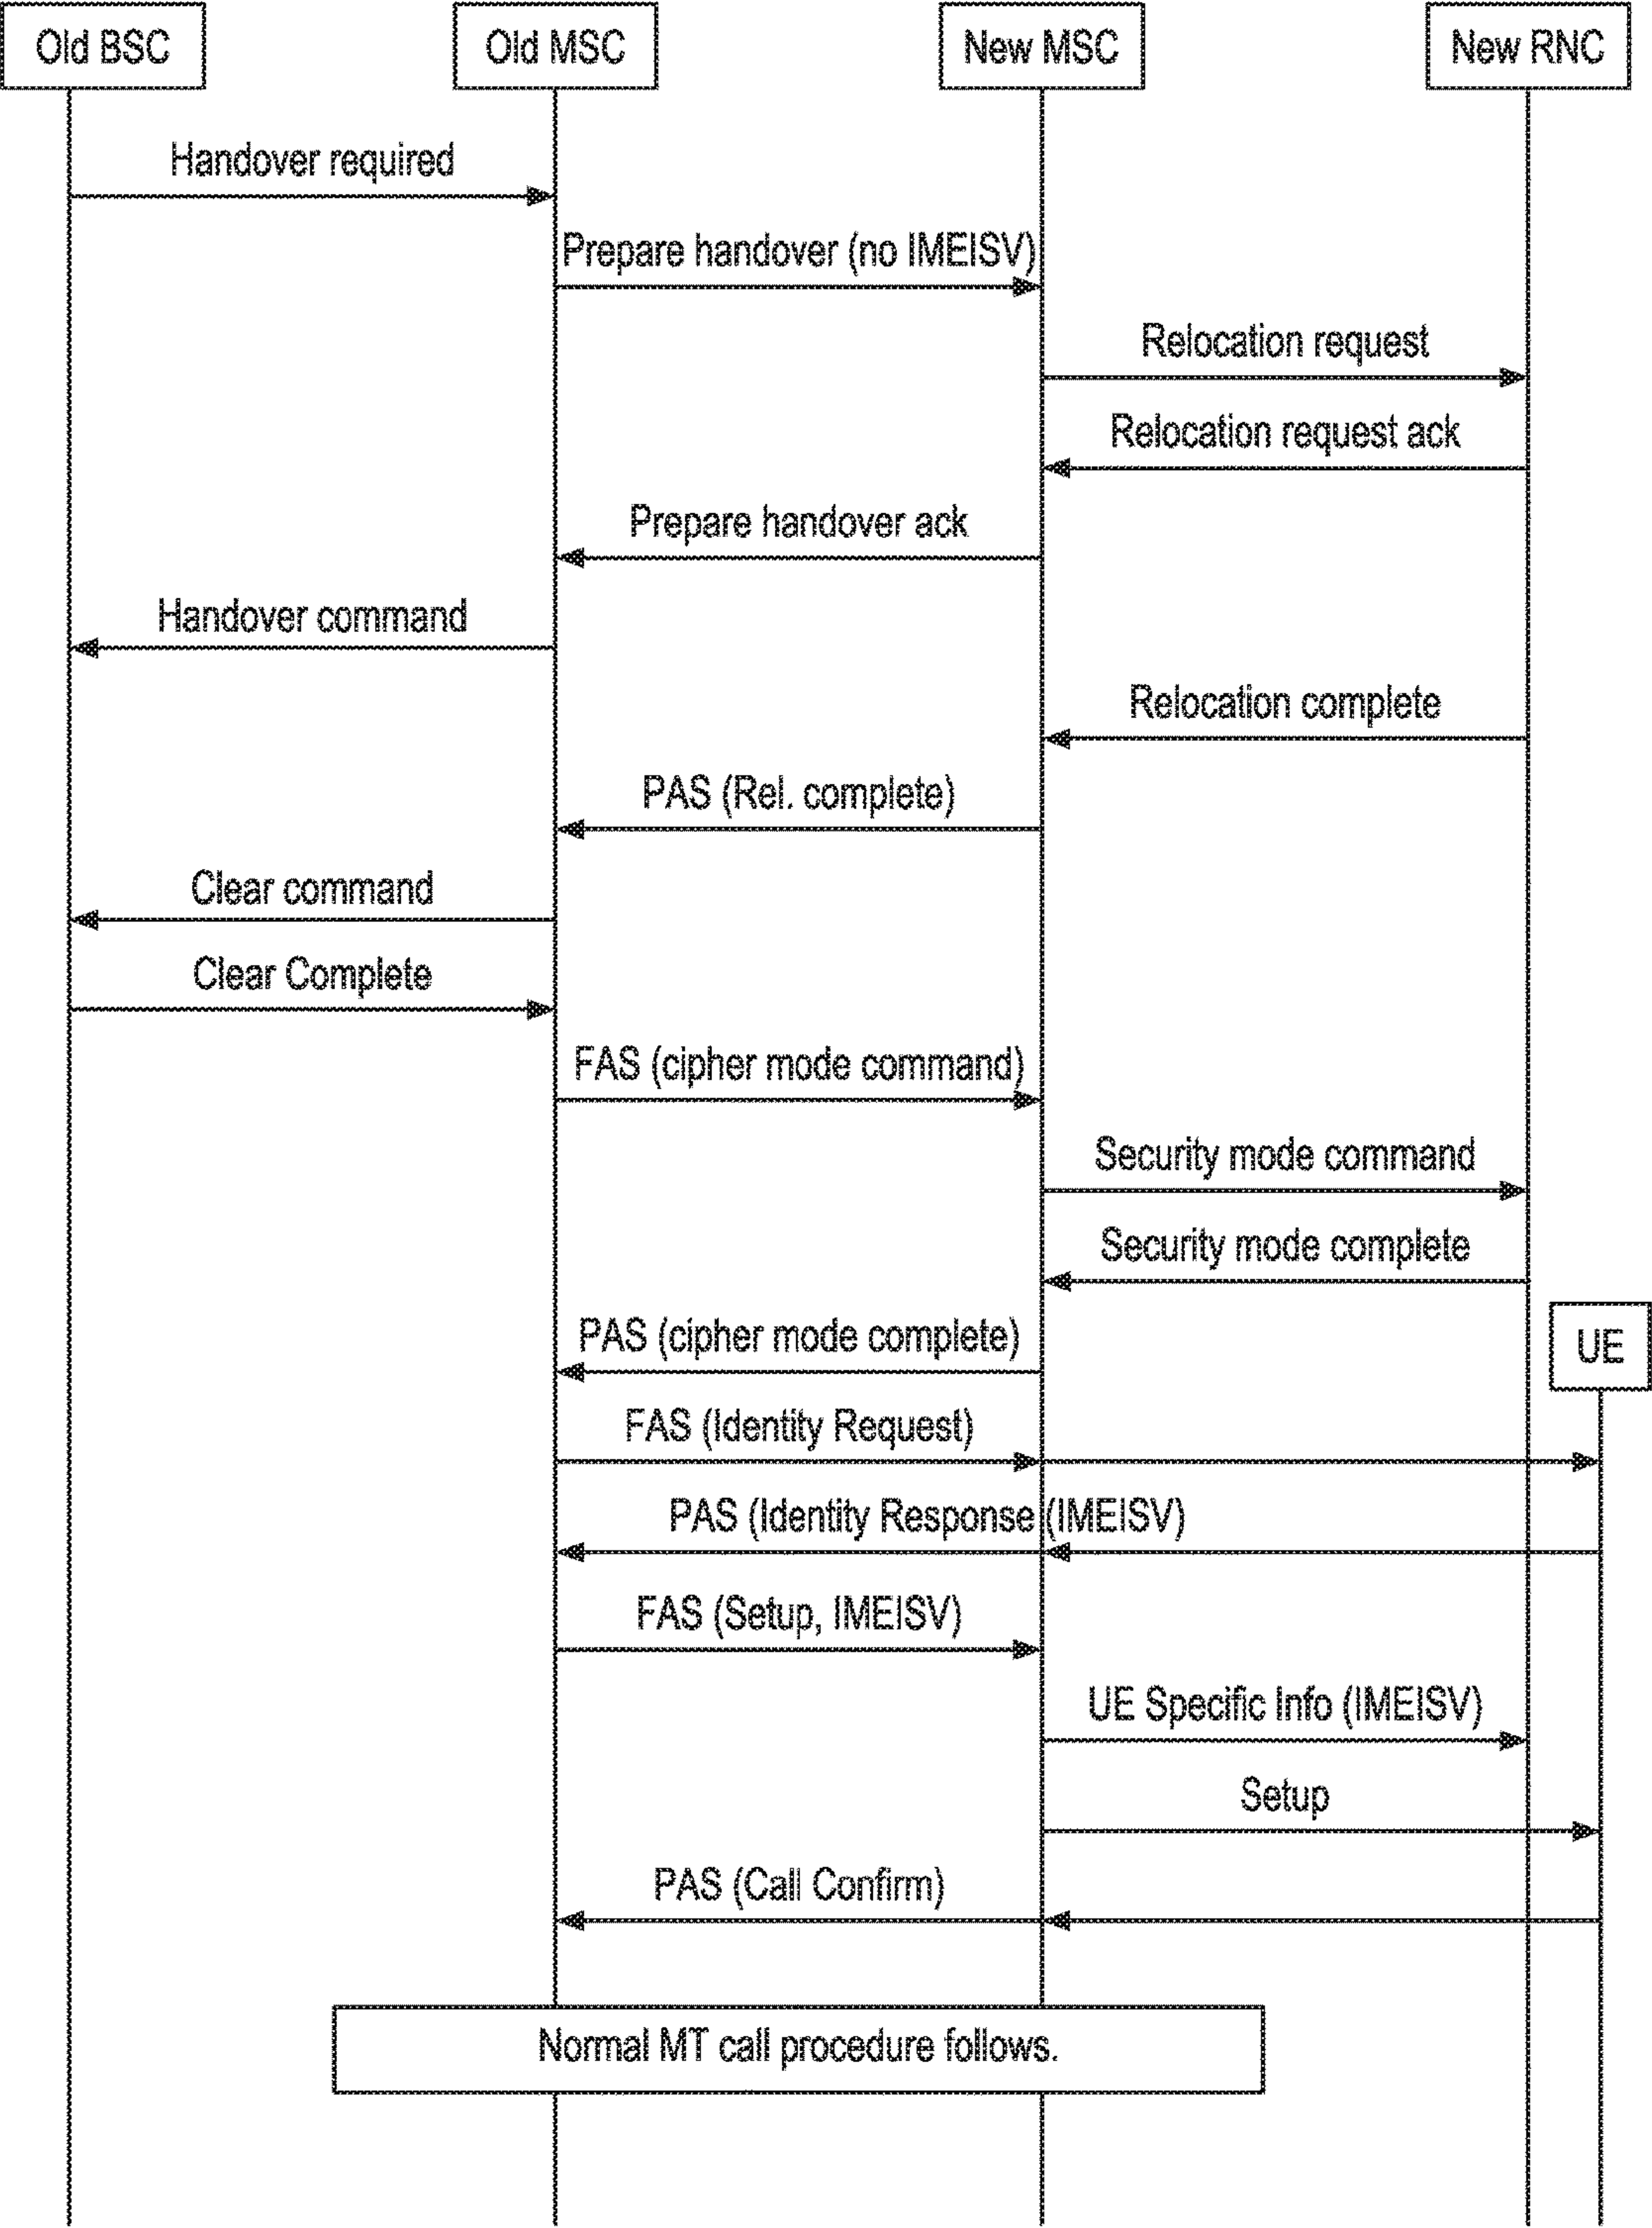 Old BSC
Old MSC
New MSC
New RNC
Handover required
Prepare handover (no IMEISV)
Relocation request
Relocation request ack
Prepare handover ack
Handover command
Relocation complete
PAS (Rel. complete)
Clear command
Clear Complete
FAS (cipher mode command)
Security mode command
Security mode complete
PAS (cipher mode complete)
UE
FAS (Identity Request)
PAS (Identity Response (IMEISV)
FAS (Setup, IMEISV)
UE Specific Info (IMEISV)
Setup
PAS (Call Confirm)
Normal MT call procedure follows.